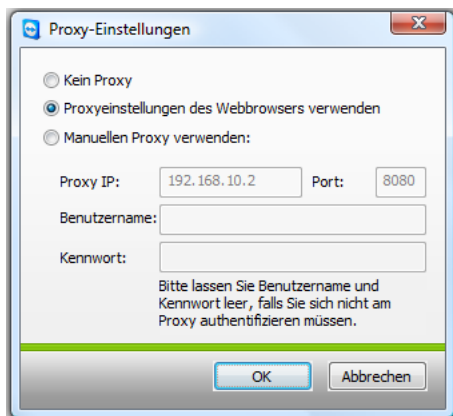 Proxy-Einstellungen
Kein Proxy
Proxyeinstellungen des Webbrowsers verwenden
Manuellen Proxy verwenden:
Proxy IP: 192.168.10.2 Port: 8080
Benutzername:
Kennwort:
Bitte lassen Sie Benutzername und
Kennwort leer, falls Sie sich nicht am
Proxy authentifizieren müssen.
OK Abbrechen